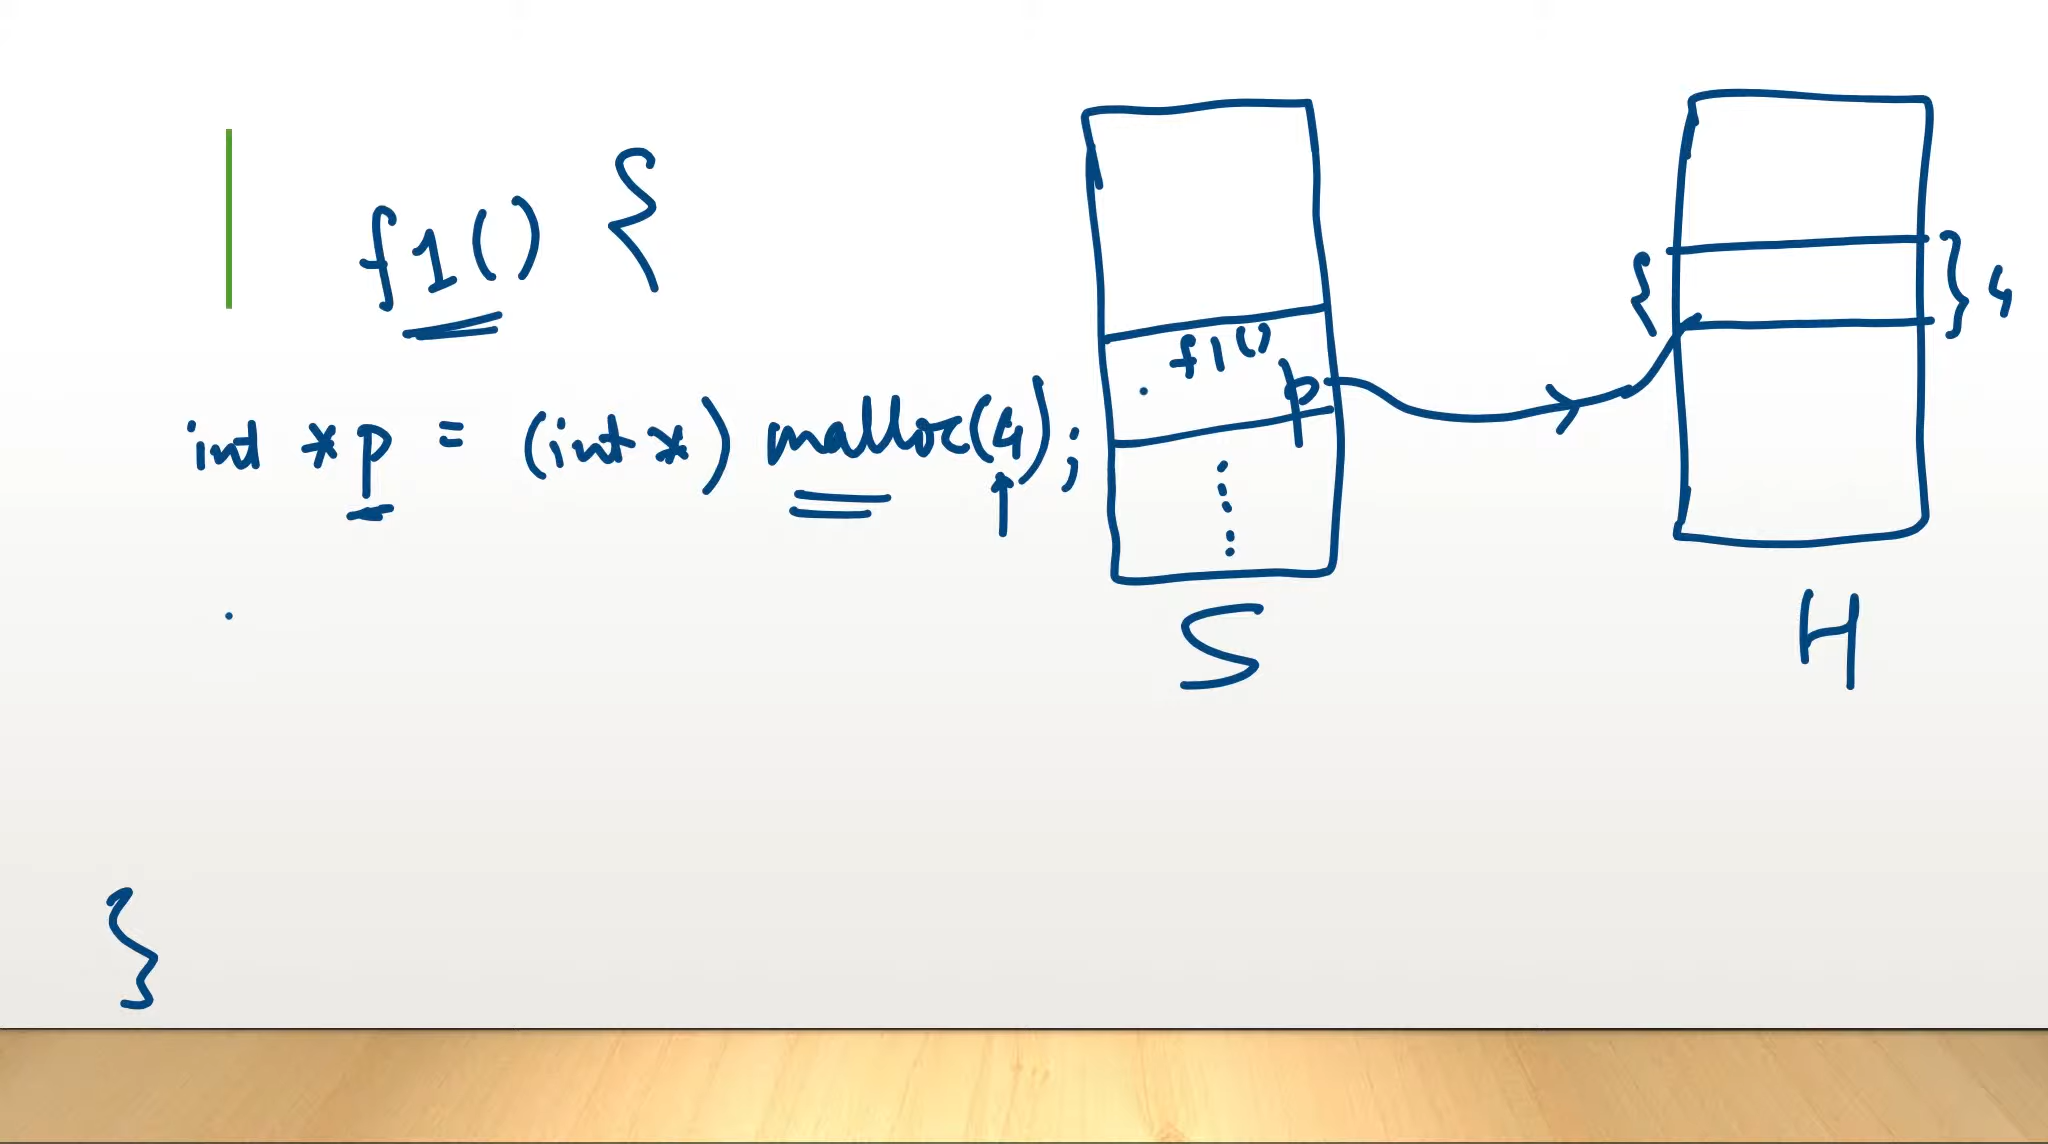 f1() {
int *p = (int *) malloc(4);
}
f1()
p
S
4
H